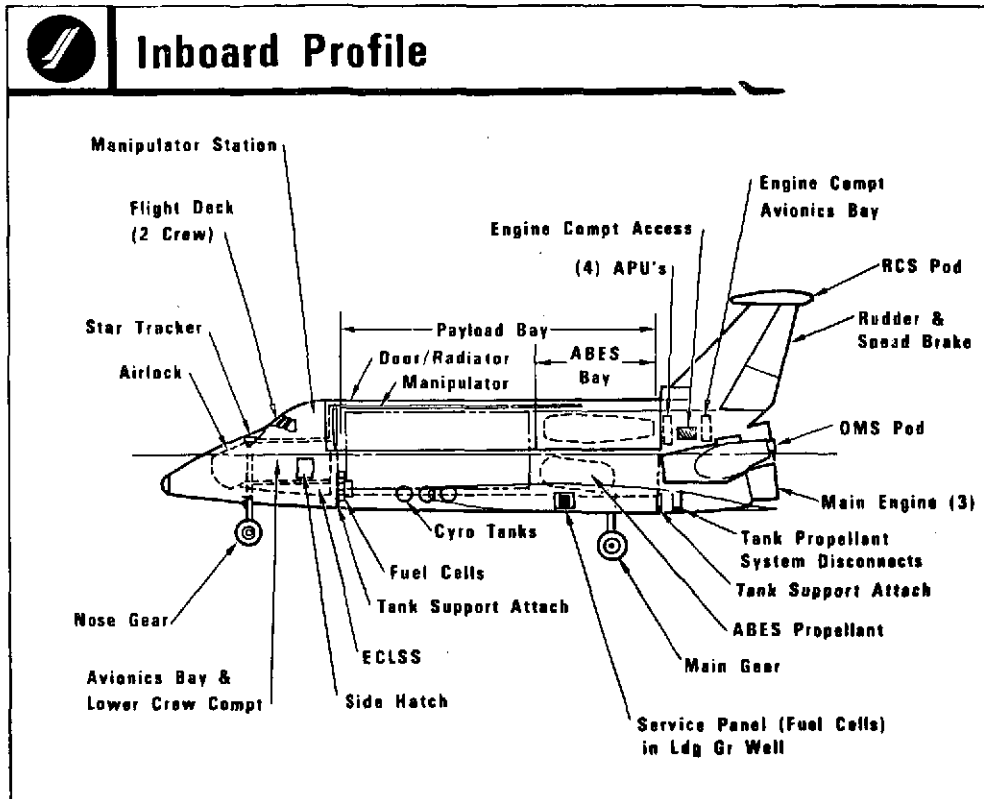 Inboard Profile
Manipulator Station
Flight Deck
(2 Crew)
Star Tracker
Airlock
Engine Compt
Avionics Bay
Engine Compt Access
(4) APU's
RCS Pod
Rudder &
Speed Brake
Payload Bay
Door/Radiator
Manipulator
ABES
Bay
OMS Pod
Main Engine (3)
Cyro Tanks
Fuel Cells
Tank Support Attach
ECLSS
Side Hatch
Nose Gear
Avionics Bay &
Lower Crew Compt
Tank Propellant
System Disconnects
Tank Support Attach
ABES Propellant
Main Gear
Service Panel (Fuel Cells)
in Ldg Gr Well